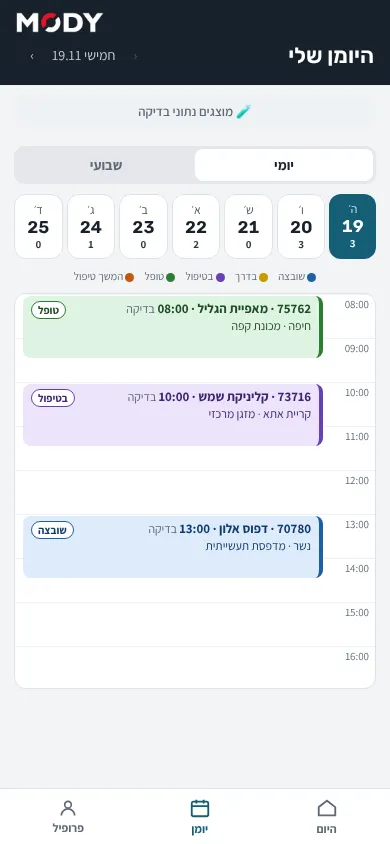 MODY
היומן שלי
› חמישי 19.11 ‹
🧪 מוצגים נתוני בדיקה
יומי
שבועי
ה׳ 19 3
ו׳ 20 3
ש׳ 21 0
א׳ 22 2
ב׳ 23 0
ג׳ 24 1
ד׳ 25 0
שובצה
בדרך
בטיפול
טופל
המשך טיפול
08:00
75762 · מאפיית הגליל · 08:00 בדיקה
טופל
חיפה · מכונת קפה
09:00
10:00
73716 · קליניקת שמש · 10:00 בדיקה
בטיפול
קריית אתא · מזגן מרכזי
11:00
12:00
13:00
70780 · דפוס אלון · 13:00 בדיקה
שובצה
נשר · מדפסת תעשייתית
14:00
15:00
16:00
היום
יומן
פרופיל